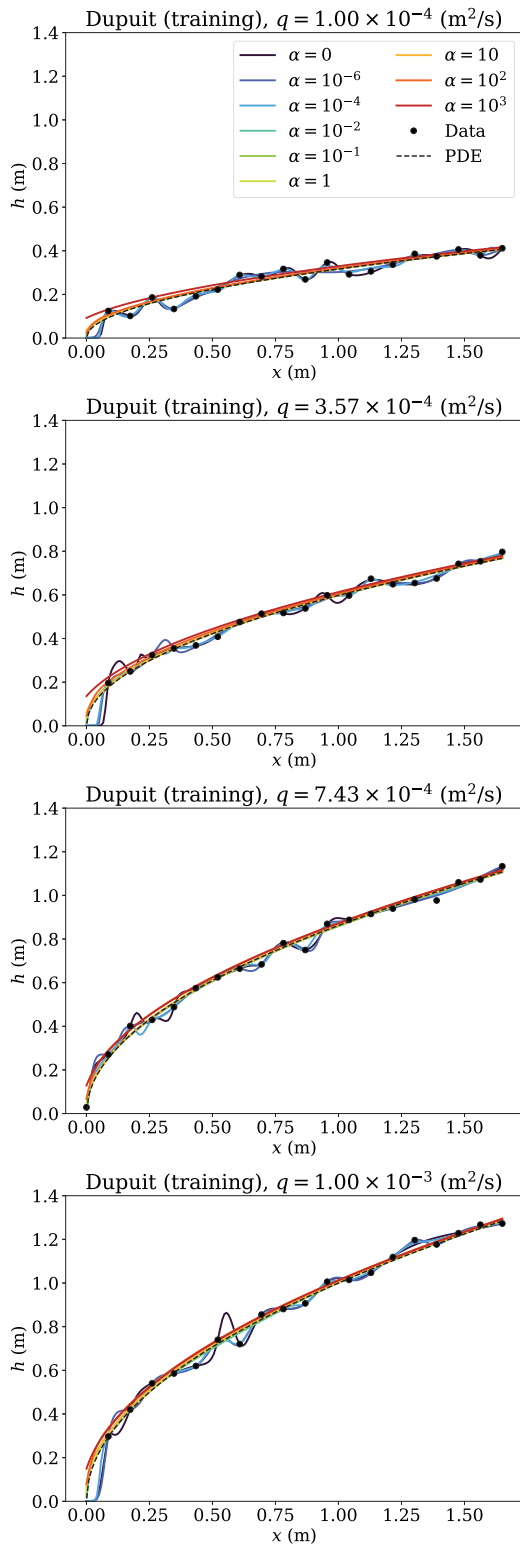 Dupuit (training), q = 1.00 × 10⁻⁴ (m²/s)
1.4
1.2
1.0
0.8
0.6
0.4
0.2
0.0
h (m)
α = 0
α = 10⁻⁶
α = 10⁻⁴
α = 10⁻²
α = 10⁻¹
α = 1
α = 10
α = 10²
α = 10³
Data
PDE
0.00 0.25 0.50 0.75 1.00 1.25 1.50
x (m)
Dupuit (training), q = 3.57 × 10⁻⁴ (m²/s)
1.4
1.2
1.0
0.8
0.6
0.4
0.2
0.0
h (m)
0.00 0.25 0.50 0.75 1.00 1.25 1.50
x (m)
Dupuit (training), q = 7.43 × 10⁻⁴ (m²/s)
1.4
1.2
1.0
0.8
0.6
0.4
0.2
0.0
h (m)
0.00 0.25 0.50 0.75 1.00 1.25 1.50
x (m)
Dupuit (training), q = 1.00 × 10⁻³ (m²/s)
1.4
1.2
1.0
0.8
0.6
0.4
0.2
0.0
h (m)
0.00 0.25 0.50 0.75 1.00 1.25 1.50
x (m)